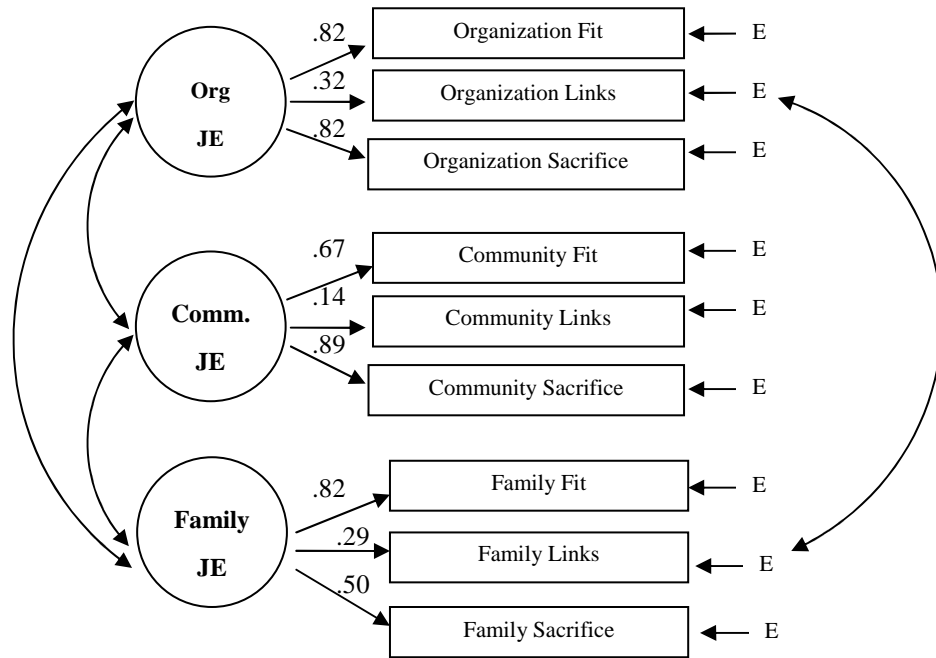 .82
Organization Fit
E
Org
JE
.32
Organization Links
E
.82
Organization Sacrifice
E
.67
Community Fit
E
Comm.
JE
.14
Community Links
E
.89
Community Sacrifice
E
.82
Family Fit
E
Family
JE
.29
Family Links
E
.50
Family Sacrifice
E